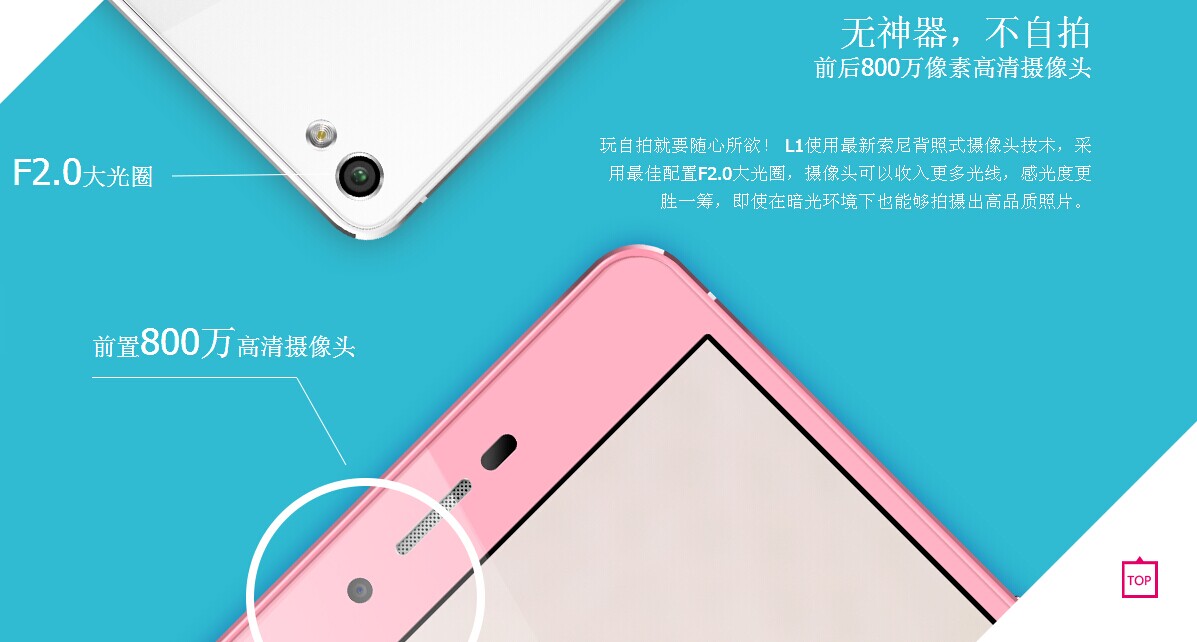 无神器，不自拍
前后800万像素高清摄像头
玩自拍就要随心所欲！ L1使用最新索尼背照式摄像头技术，采
用最佳配置F2.0大光圈，摄像头可以收入更多光线，感光度更
胜一筹，即使在暗光环境下也能够拍摄出高品质照片。
F2.0大光圈
前置800万高清摄像头
TOP